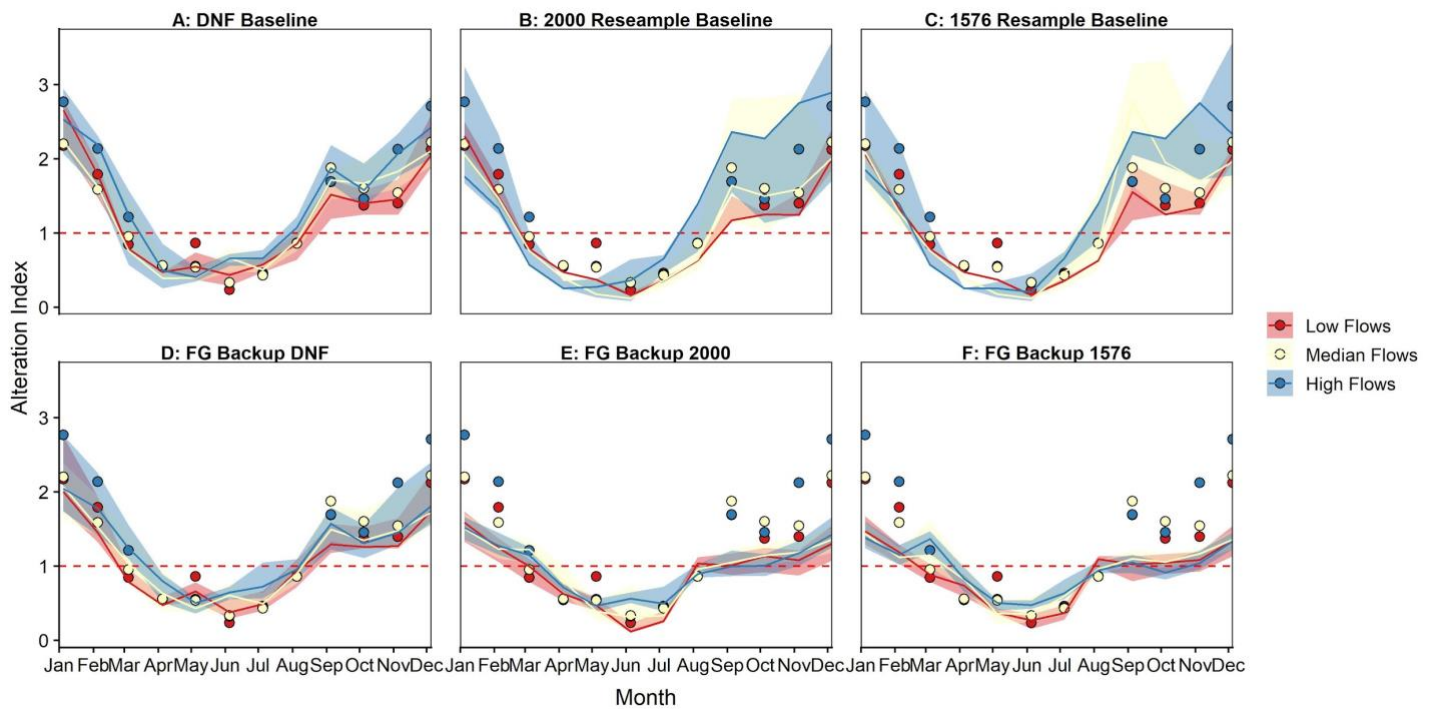 A: DNF Baseline
B: 2000 Reseample Baseline
C: 1576 Resample Baseline
3
2
1
0
D: FG Backup DNF
E: FG Backup 2000
F: FG Backup 1576
3
2
1
0
Alteration Index
Jan Feb Mar Apr May Jun Jul Aug Sep Oct Nov Dec
Jan Feb Mar Apr May Jun Jul Aug Sep Oct Nov Dec
Jan Feb Mar Apr May Jun Jul Aug Sep Oct Nov Dec
Month
Low Flows
Median Flows
High Flows